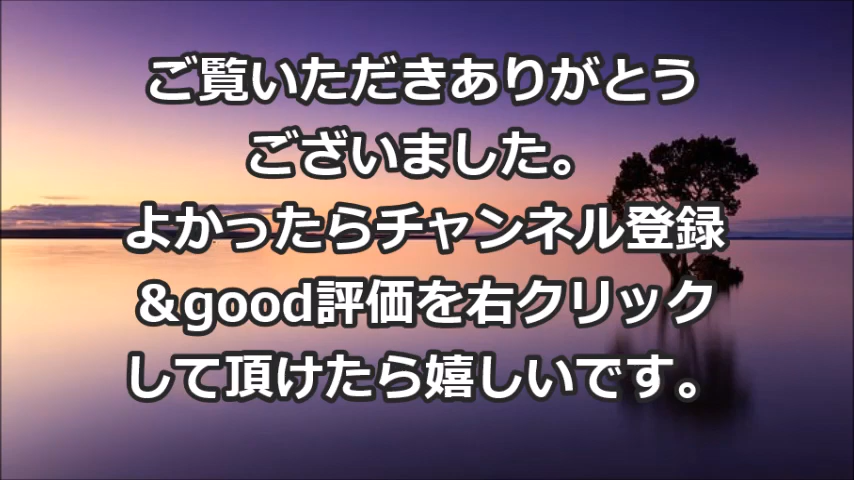 ご覧いただきありがとう
ございました。
よかったらチャンネル登録
&good評価を右クリック
して頂けたら嬉しいです。